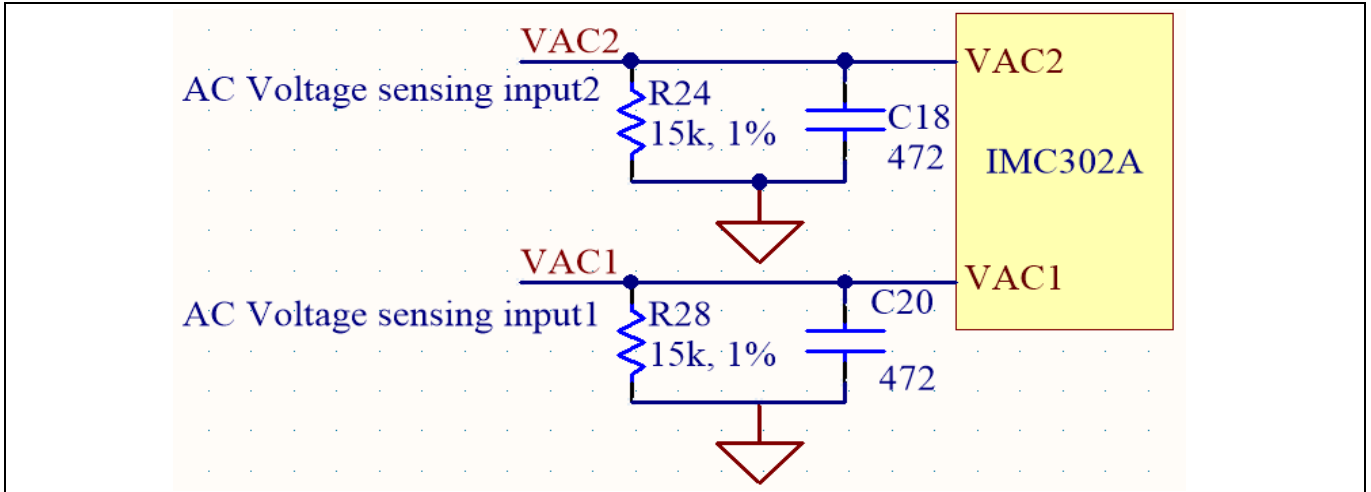 VAC2
VAC2
AC Voltage sensing input2
R24
15k, 1%
C18
472
IMC302A
VAC1
VAC1
AC Voltage sensing input1
R28
15k, 1%
C20
472